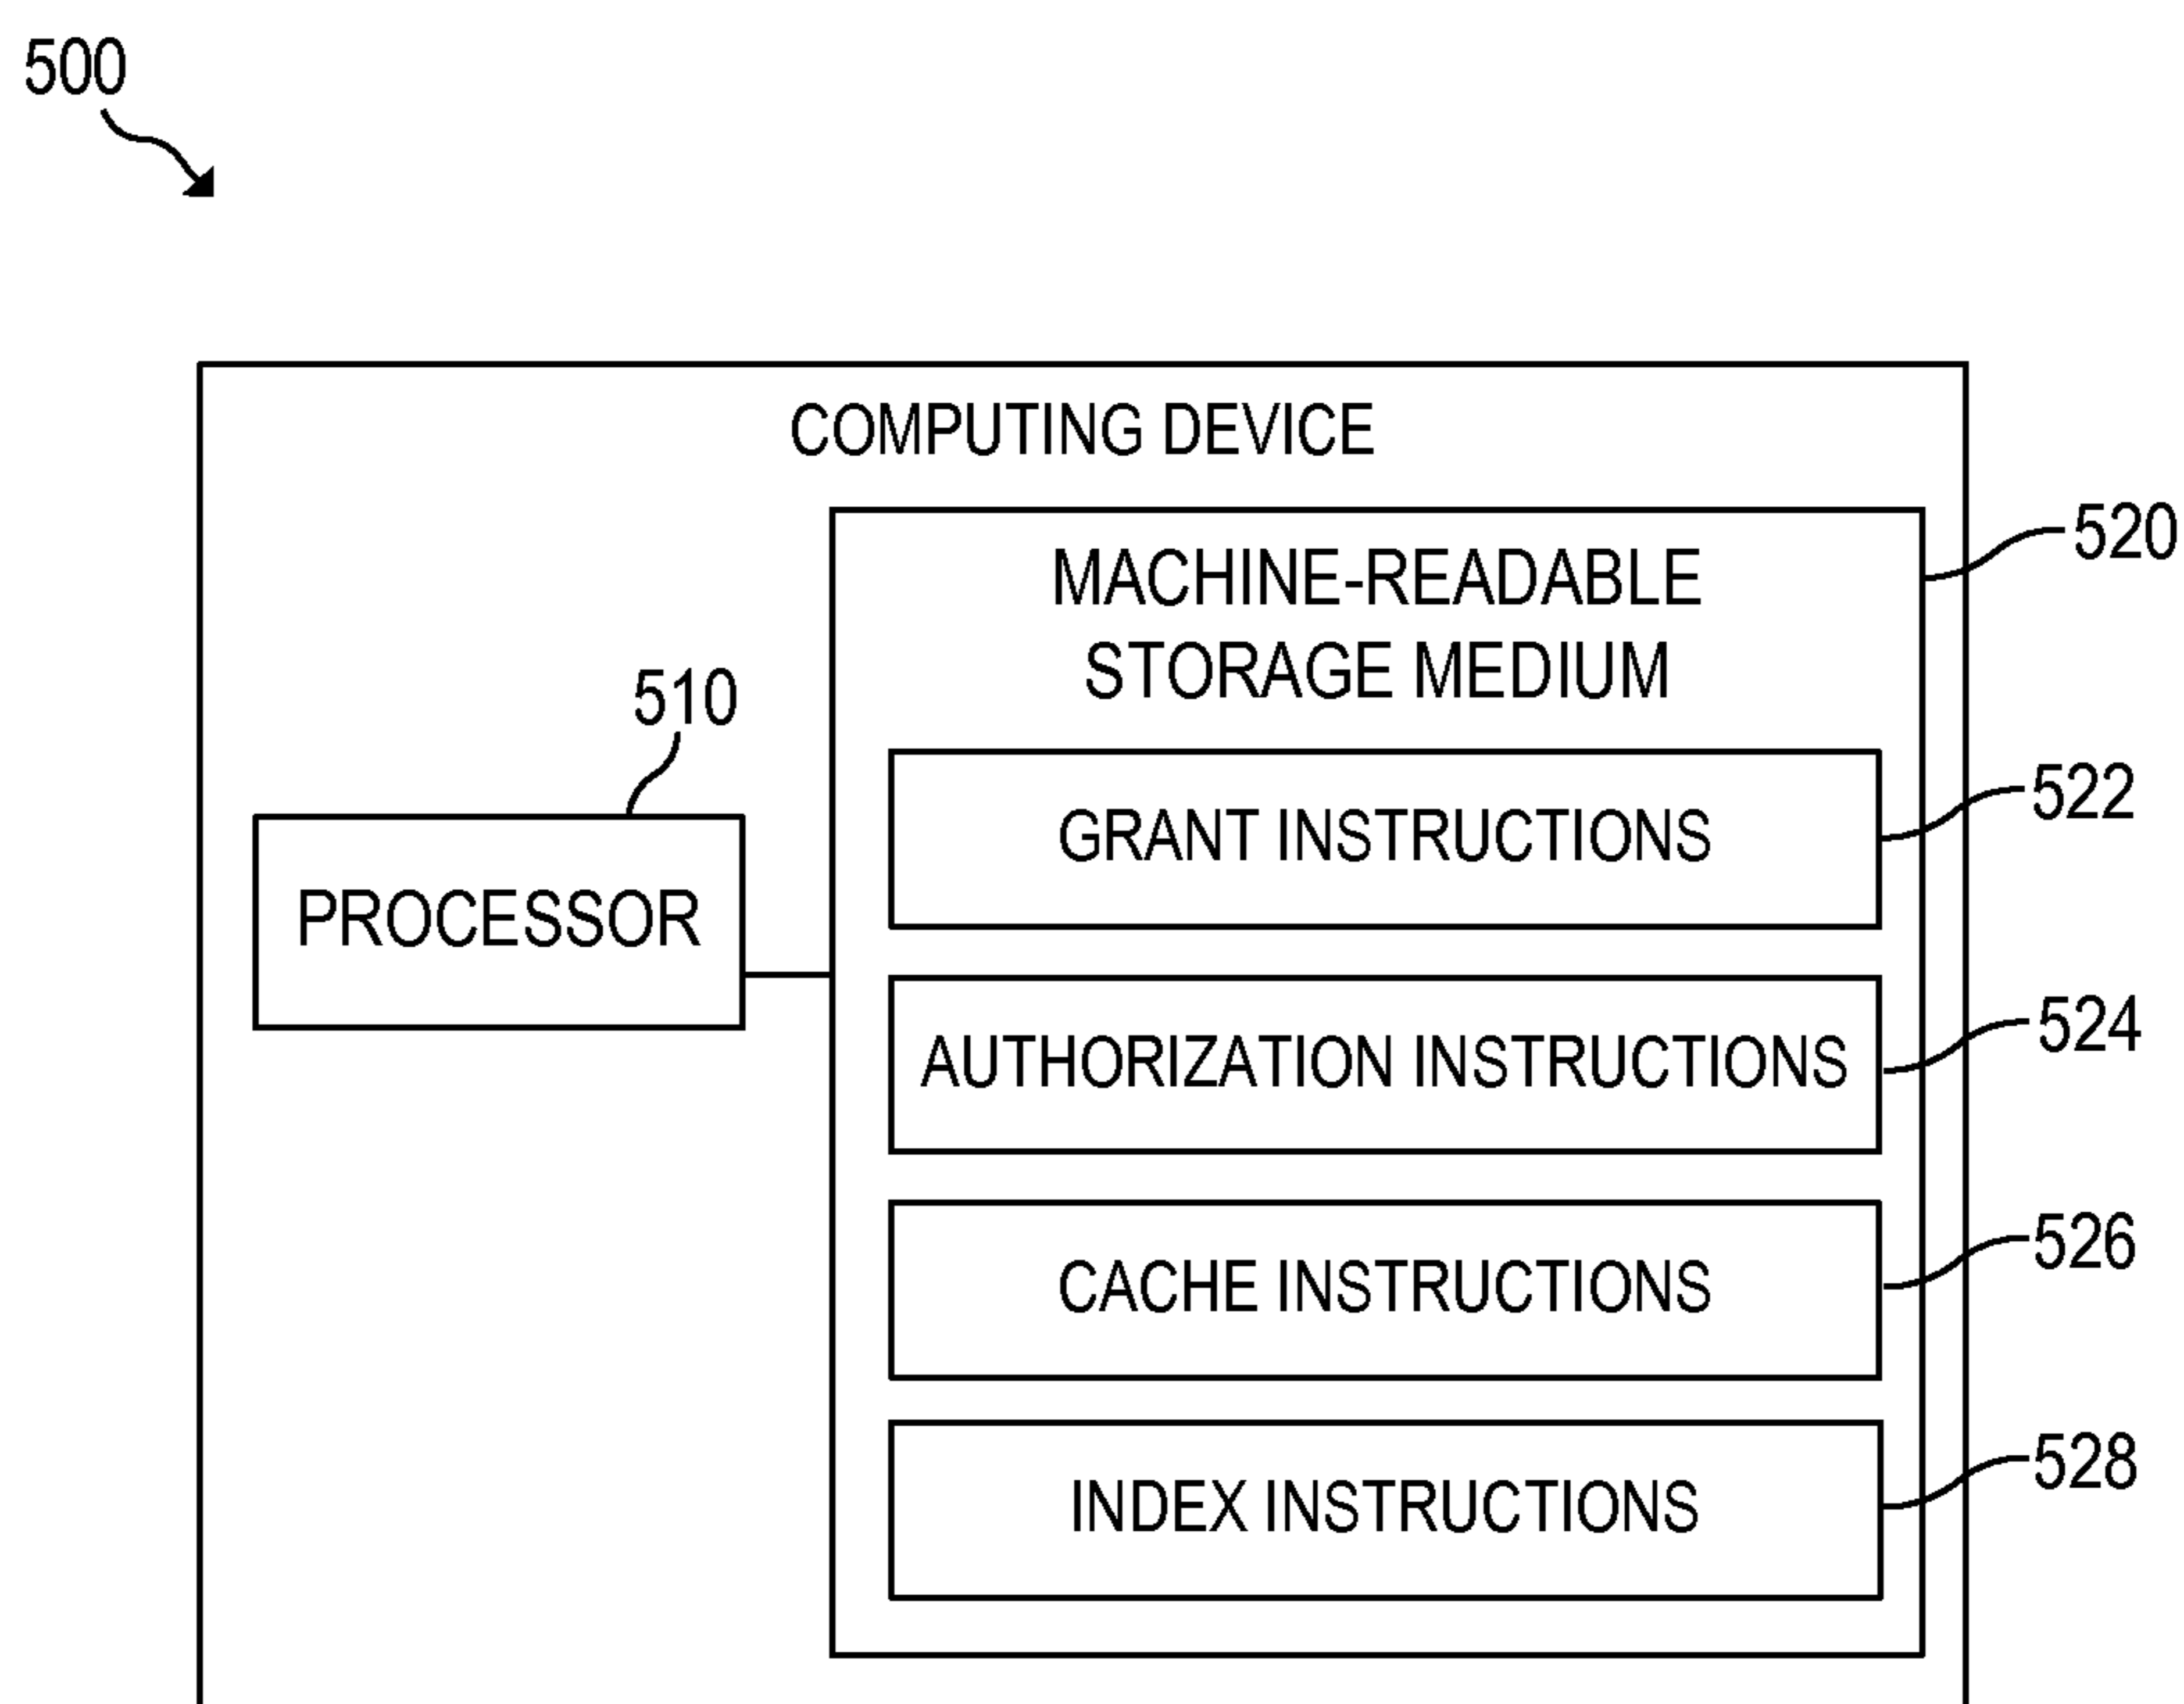 500
COMPUTING DEVICE
520
MACHINE-READABLE
STORAGE MEDIUM
510
PROCESSOR
GRANT INSTRUCTIONS
522
AUTHORIZATION INSTRUCTIONS
524
CACHE INSTRUCTIONS
526
INDEX INSTRUCTIONS
528